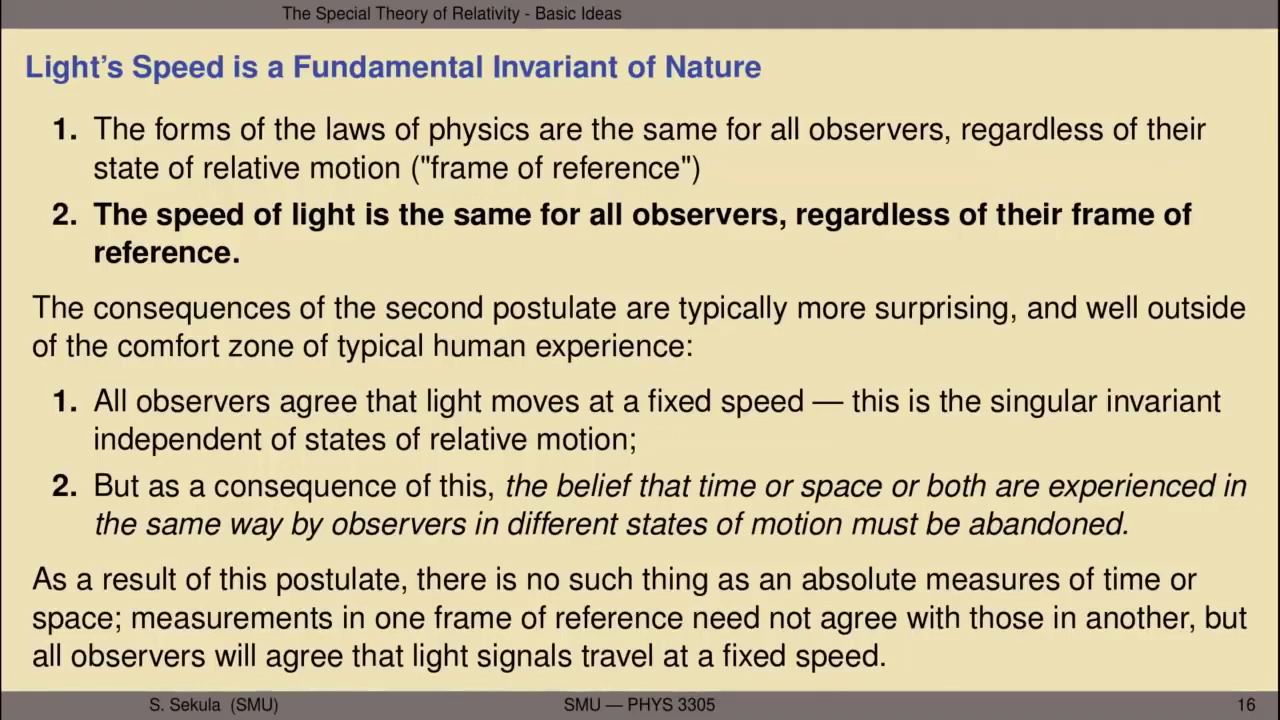 The Special Theory of Relativity - Basic Ideas
Light's Speed is a Fundamental Invariant of Nature
1. The forms of the laws of physics are the same for all observers, regardless of their
state of relative motion ("frame of reference")
2. The speed of light is the same for all observers, regardless of their frame of
reference.
The consequences of the second postulate are typically more surprising, and well outside
of the comfort zone of typical human experience:
1. All observers agree that light moves at a fixed speed — this is the singular invariant
independent of states of relative motion;
2. But as a consequence of this, the belief that time or space or both are experienced in
the same way by observers in different states of motion must be abandoned.
As a result of this postulate, there is no such thing as an absolute measures of time or
space; measurements in one frame of reference need not agree with those in another, but
all observers will agree that light signals travel at a fixed speed.
S. Sekula (SMU) SMU — PHYS 3305 16